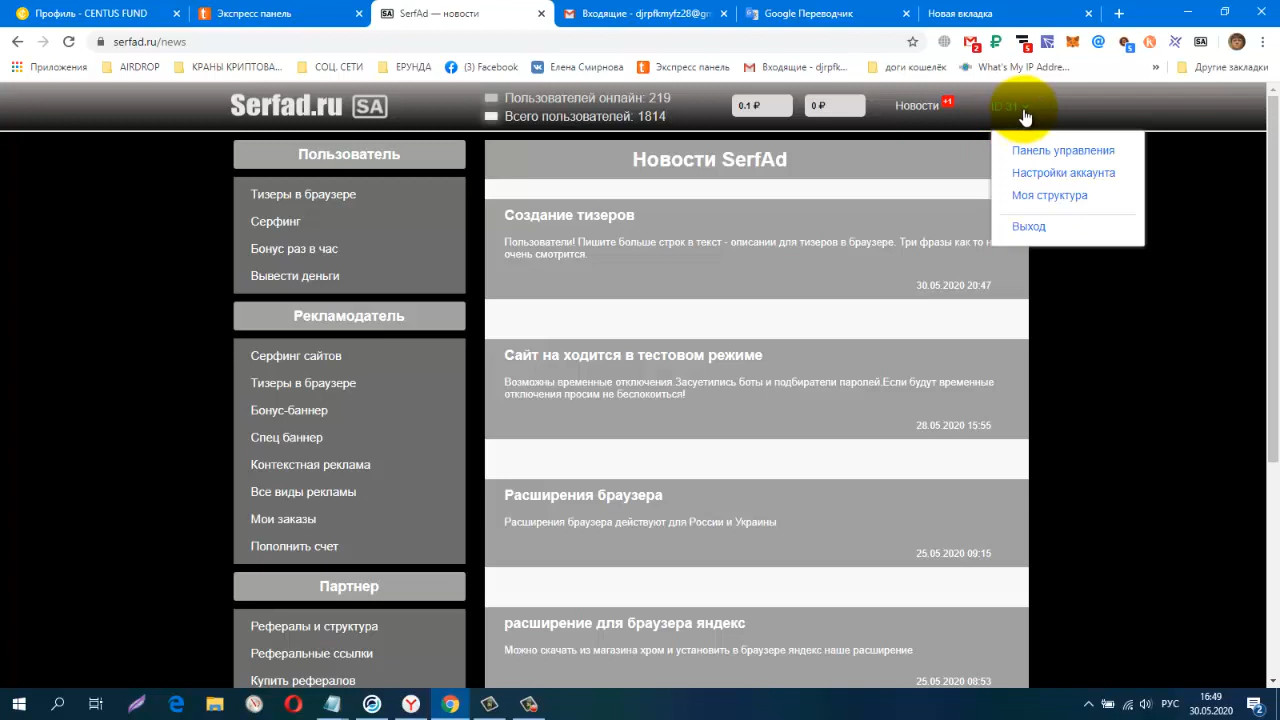 Профиль - CENTUS FUND
Экспресс панель
SerfAd — новости
Входящие - djrpfkmyfz28@gm
Google Переводчик
Новая вкладка
serfad.ru/news
2
5
5
SA
Приложения
AIRDROP
КРАНЫ КРИПТОВА...
СОЦ. СЕТИ
ЕРУНДА
(3) Facebook
Елена Смирнова
Экспресс панель
Входящие - djrpfk...
доги кошелёк
What's My IP Addre...
»
Другие закладки
Serfad.ru SA
Пользователей онлайн: 219
Всего пользователей: 1814
0.1 ₽
0 ₽
Новости +1
ID:31
Панель управления
Настройки аккаунта
Моя структура
Выход
Пользователь
Тизеры в браузере
Серфинг
Бонус раз в час
Вывести деньги
Рекламодатель
Серфинг сайтов
Тизеры в браузере
Бонус-баннер
Спец баннер
Контекстная реклама
Все виды рекламы
Мои заказы
Пополнить счет
Партнер
Рефералы и структура
Реферальные ссылки
Купить рефералов
Новости SerfAd
Создание тизеров
Пользователи! Пишите больше строк в текст - описании для тизеров в браузере. Три фразы как то н
очень смотрится.
30.05.2020 20:47
Сайт на ходится в тестовом режиме
Возможны временные отключения.Засуетились боты и подбиратели паролей.Если будут временные
отключения просим не беспокоиться!
28.05.2020 15:55
Расширения браузера
Расширения браузера действуют для России и Украины
25.05.2020 09:15
расширение для браузера яндекс
Можно скачать из магазина хром и установить в браузере яндекс наше расширение
25.05.2020 08:53
РУС
16:49
30.05.2020
2